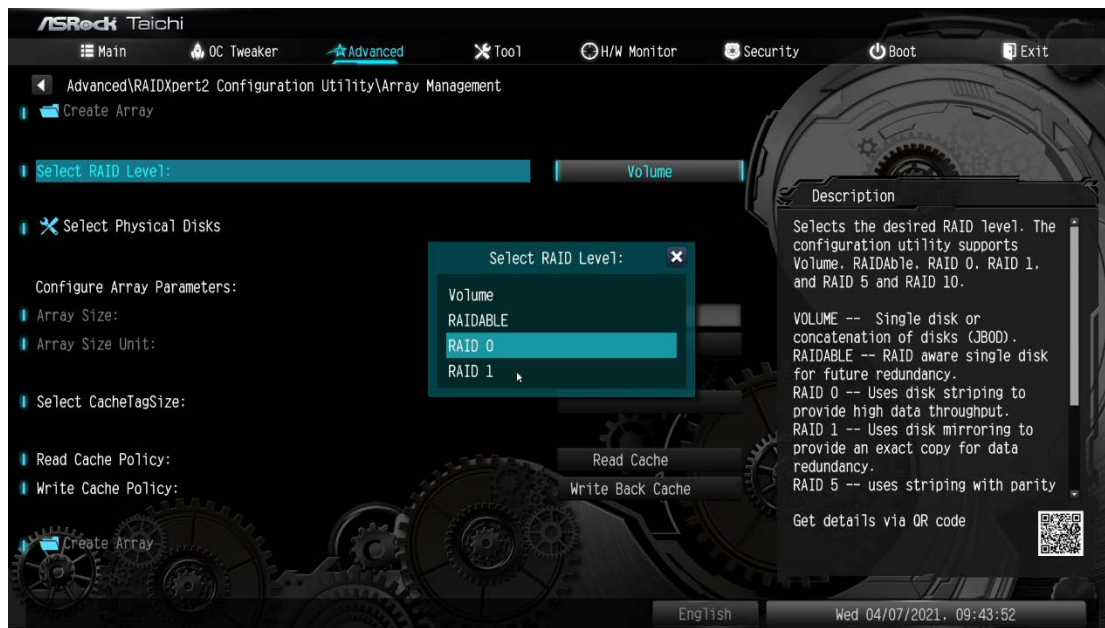 ASRock Taichi
Main
OC Tweaker
Advanced
Tool
H/W Monitor
Security
Boot
Exit
Advanced\RAIDXpert2 Configuration Utility\Array Management
Create Array
Select RAID Level:
Volume
Select Physical Disks
Configure Array Parameters:
Array Size:
Array Size Unit:
Select CacheTagSize:
Read Cache Policy:
Read Cache
Write Cache Policy:
Write Back Cache
Create Array
Select RAID Level:
Volume
RAIDABLE
RAID 0
RAID 1
Description
Selects the desired RAID level. The
configuration utility supports
Volume, RAIDAble, RAID 0, RAID 1,
and RAID 5 and RAID 10.
VOLUME -- Single disk or
concatenation of disks (JBOD).
RAIDABLE -- RAID aware single disk
for future redundancy.
RAID 0 -- Uses disk striping to
provide high data throughput.
RAID 1 -- Uses disk mirroring to
provide an exact copy for data
redundancy.
RAID 5 -- uses striping with parity
Get details via QR code
English
Wed 04/07/2021, 09:43:52